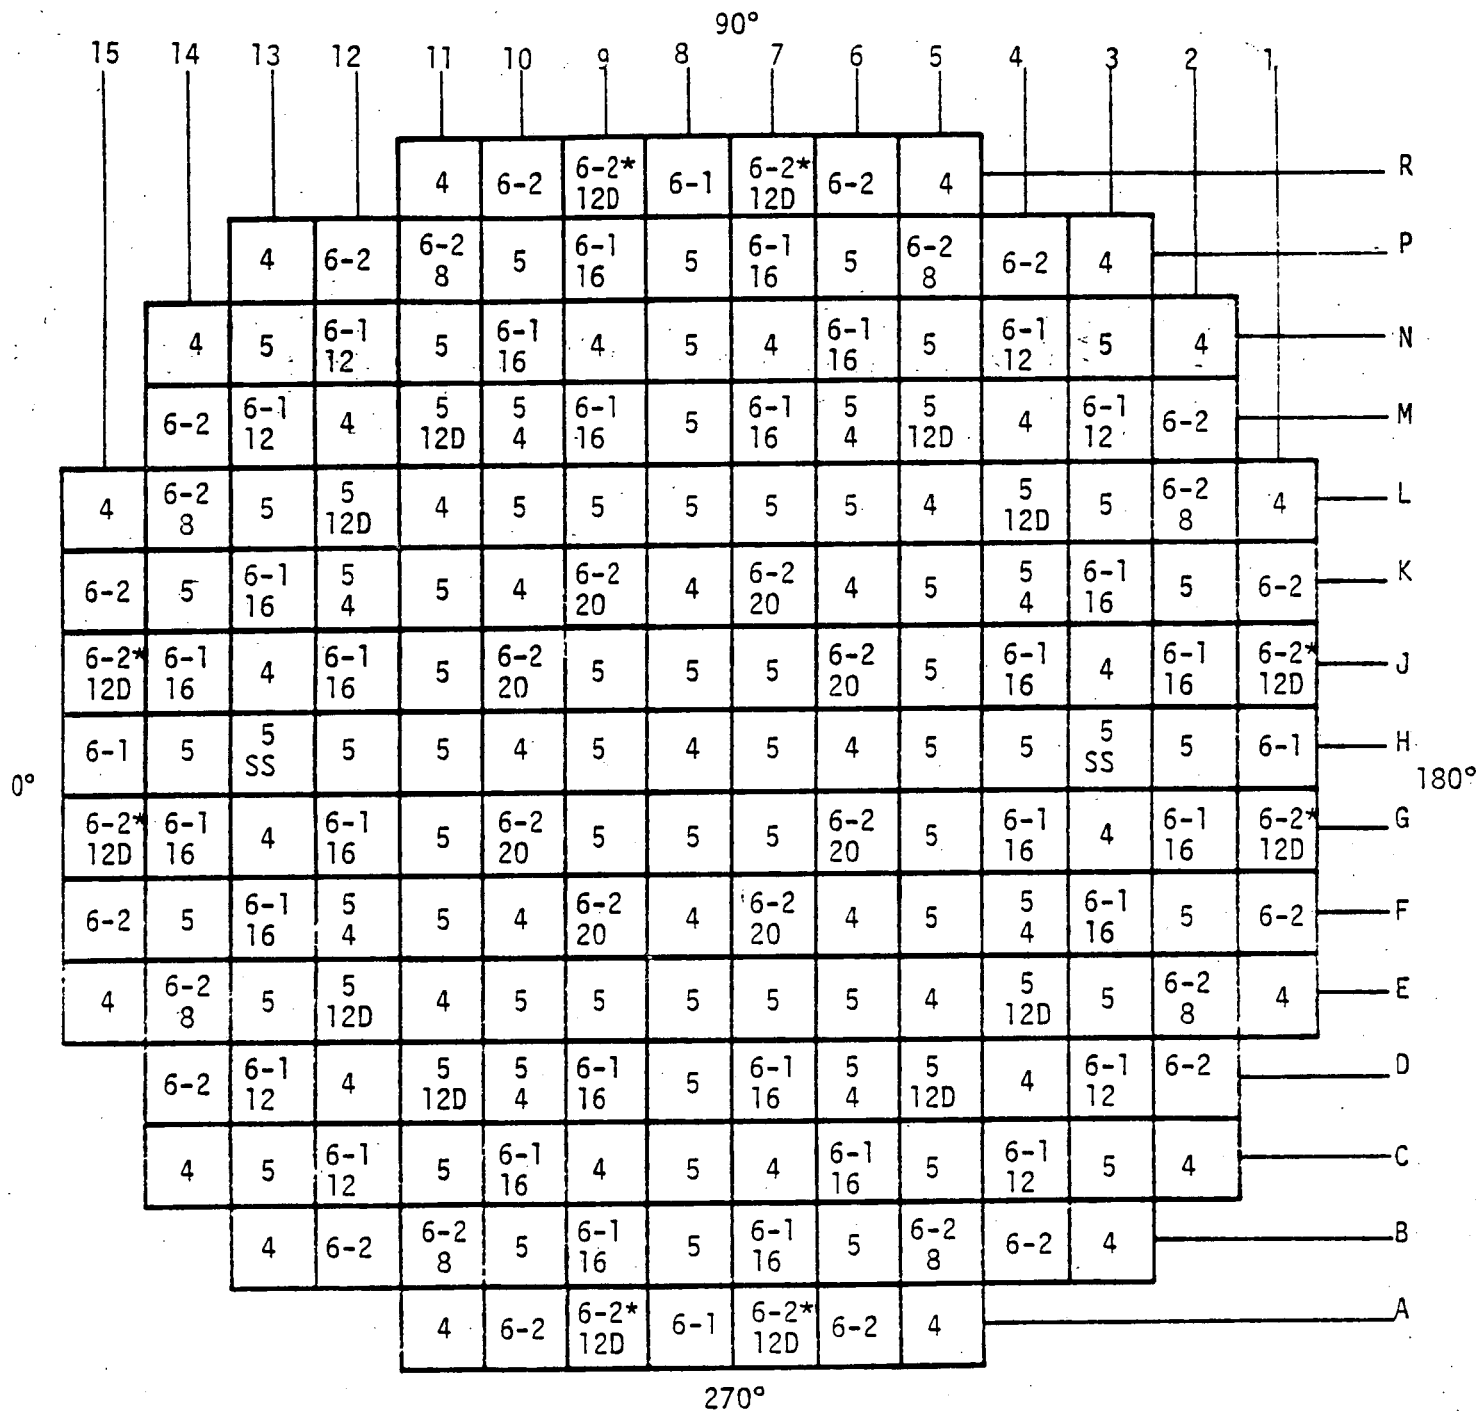 90°
15 14 13 12 11 10 9 8 7 6 5 4 3 2 1
4 6-2 6-2* 6-1 6-2* 6-2 4 R
12D 12D
4 6-2 6-2 5 6-1 5 6-1 5 6-2 6-2 4 P
8 16 16 8
4 5 6-1 5 6-1 4 5 4 6-1 5 6-1 5 4 N
12 16 16 12
6-2 6-1 4 5 5 6-1 5 6-1 5 5 4 6-1 6-2 M
12 12D 4 16 16 4 12D 12
4 6-2 5 5 4 5 5 5 5 5 4 5 5 6-2 4 L
8 12D 12D 8
6-2 5 6-1 5 5 4 6-2 4 6-2 4 5 5 6-1 5 6-2 K
16 4 20 20 4 16
6-2* 6-1 4 6-1 5 6-2 5 5 5 6-2 5 6-1 4 6-1 6-2* J
12D 16 16 20 20 16 16 12D
6-1 5 5 5 5 4 5 4 5 4 5 5 5 5 6-1 H
SS SS
0° 180°
6-2* 6-1 4 6-1 5 6-2 5 5 5 6-2 5 6-1 4 6-1 6-2* G
12D 16 16 20 20 16 16 12D
6-2 5 6-1 5 5 4 6-2 4 6-2 4 5 5 6-1 5 6-2 F
16 4 20 20 4 16
4 6-2 5 5 4 5 5 5 5 5 4 5 5 6-2 4 E
8 12D 12D 8
6-2 6-1 4 5 5 6-1 5 6-1 5 5 4 6-1 6-2 D
12 12D 4 16 16 4 12D 12
4 5 6-1 5 6-1 4 5 4 6-1 5 6-1 5 4 C
12 16 16 12
4 6-2 6-2 5 6-1 5 6-1 5 6-2 6-2 4 B
8 16 16 8
4 6-2 6-2* 6-1 6-2* 6-2 4 A
12D 12D
270°